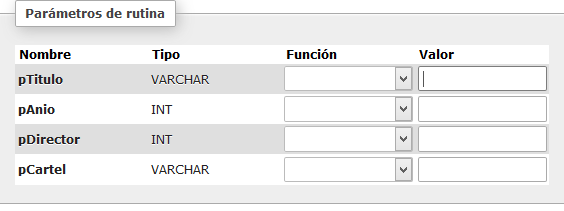 Parámetros de rutina
Nombre Tipo Función Valor
pTitulo VARCHAR
pAnio INT
pDirector INT
pCartel VARCHAR